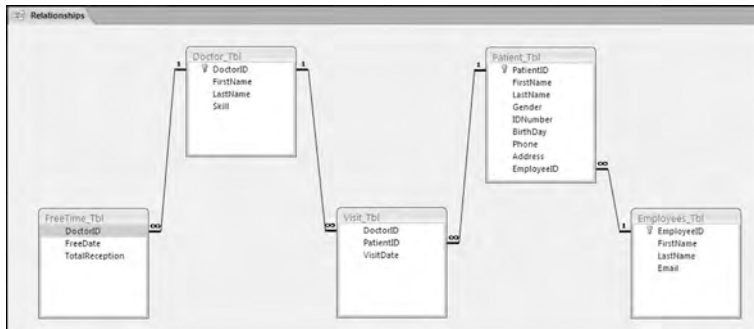 Relationships
Doctor_Tbl
DoctorID
FirstName
LastName
Skill
Patient_Tbl
PatientID
FirstName
LastName
Gender
IDNumber
BirthDay
Phone
Address
EmployeeID
FreeTime_Tbl
DoctorID
FreeDate
TotalReception
Visit_Tbl
DoctorID
PatientID
VisitDate
Employees_Tbl
EmployeeID
FirstName
LastName
Email
1
1
1
∞
∞
∞
∞
1